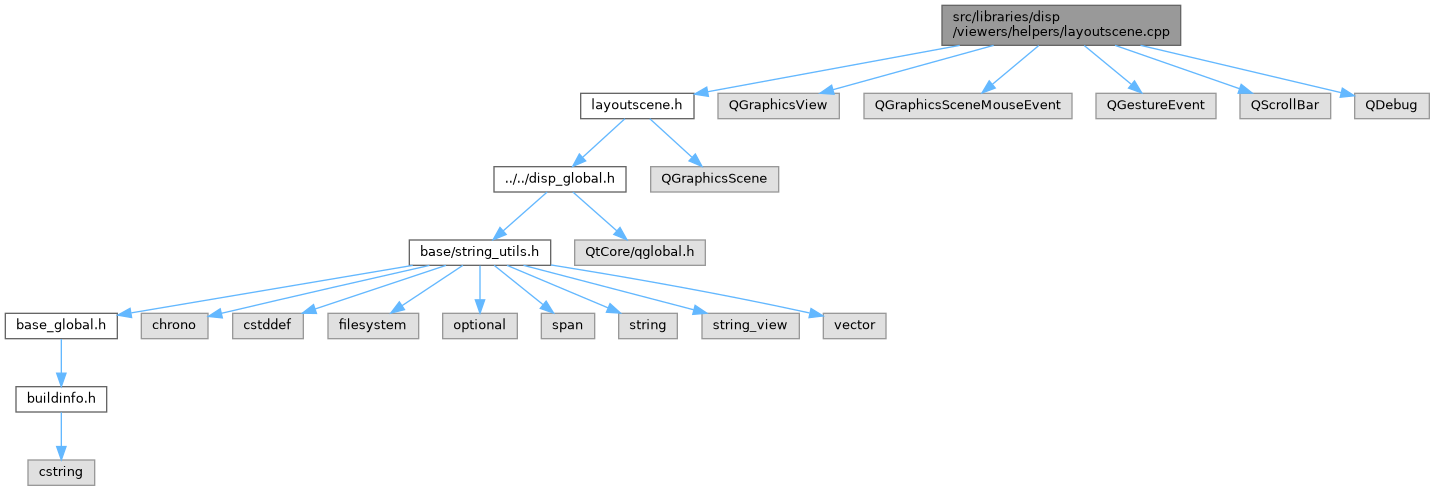 src/libraries/disp
/viewers/helpers/layoutscene.cpp
layoutscene.h
QGraphicsView
QGraphicsSceneMouseEvent
QGestureEvent
QScrollBar
QDebug
../../disp_global.h
QGraphicsScene
base/string_utils.h
QtCore/qglobal.h
base_global.h
chrono
cstddef
filesystem
optional
span
string
string_view
vector
buildinfo.h
cstring